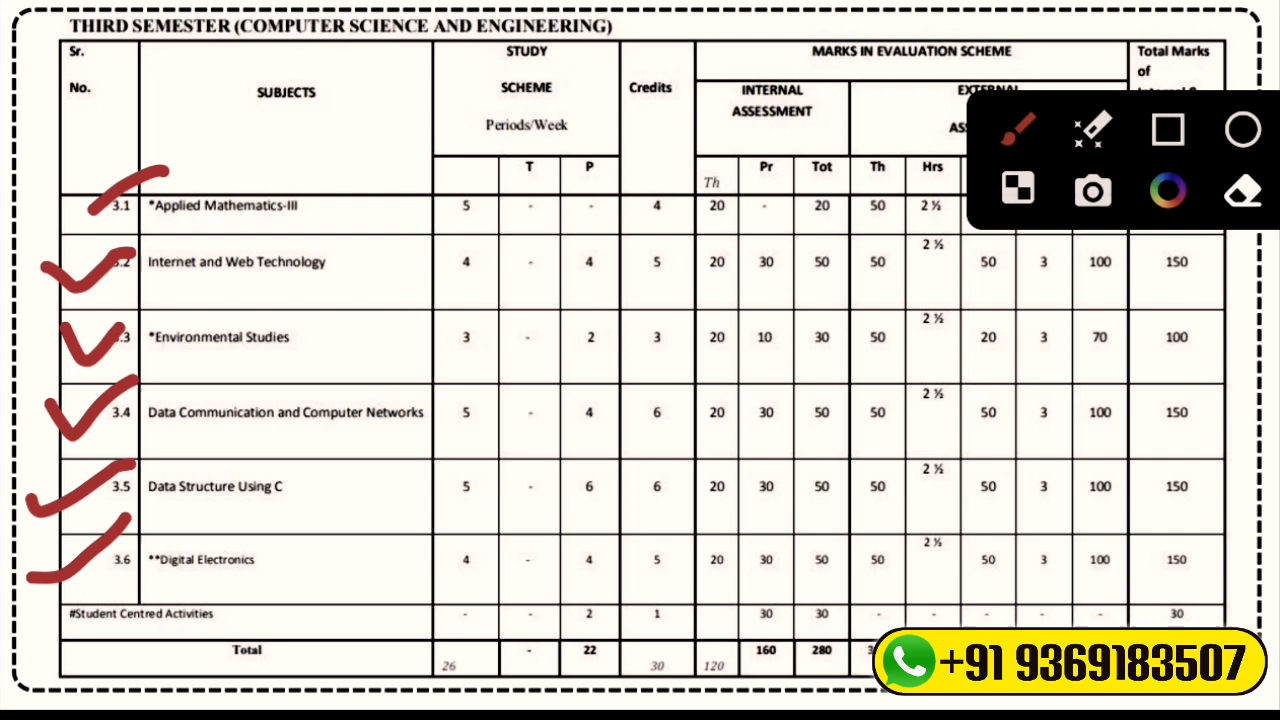 THIRD SEMESTER (COMPUTER SCIENCE AND ENGINEERING)
Sr. No. SUBJECTS STUDY SCHEME Periods/Week Credits MARKS IN EVALUATION SCHEME Total Marks of
INTERNAL ASSESSMENT EXTERNAL
T P Th Pr Tot Th Hrs
3.1 *Applied Mathematics-III 5 - - 4 20 - 20 50 2 ½
3.2 Internet and Web Technology 4 - 4 5 20 30 50 50 2 ½ 50 3 100 150
3.3 *Environmental Studies 3 - 2 3 20 10 30 50 2 ½ 20 3 70 100
3.4 Data Communication and Computer Networks 5 - 4 6 20 30 50 50 2 ½ 50 3 100 150
3.5 Data Structure Using C 5 - 6 6 20 30 50 50 2 ½ 50 3 100 150
3.6 **Digital Electronics 4 - 4 5 20 30 50 50 2 ½ 50 3 100 150
#Student Centred Activities - - 2 1 - 30 30 - - - - - 30
Total 26 - 22 30 120 160 280
+91 9369183507